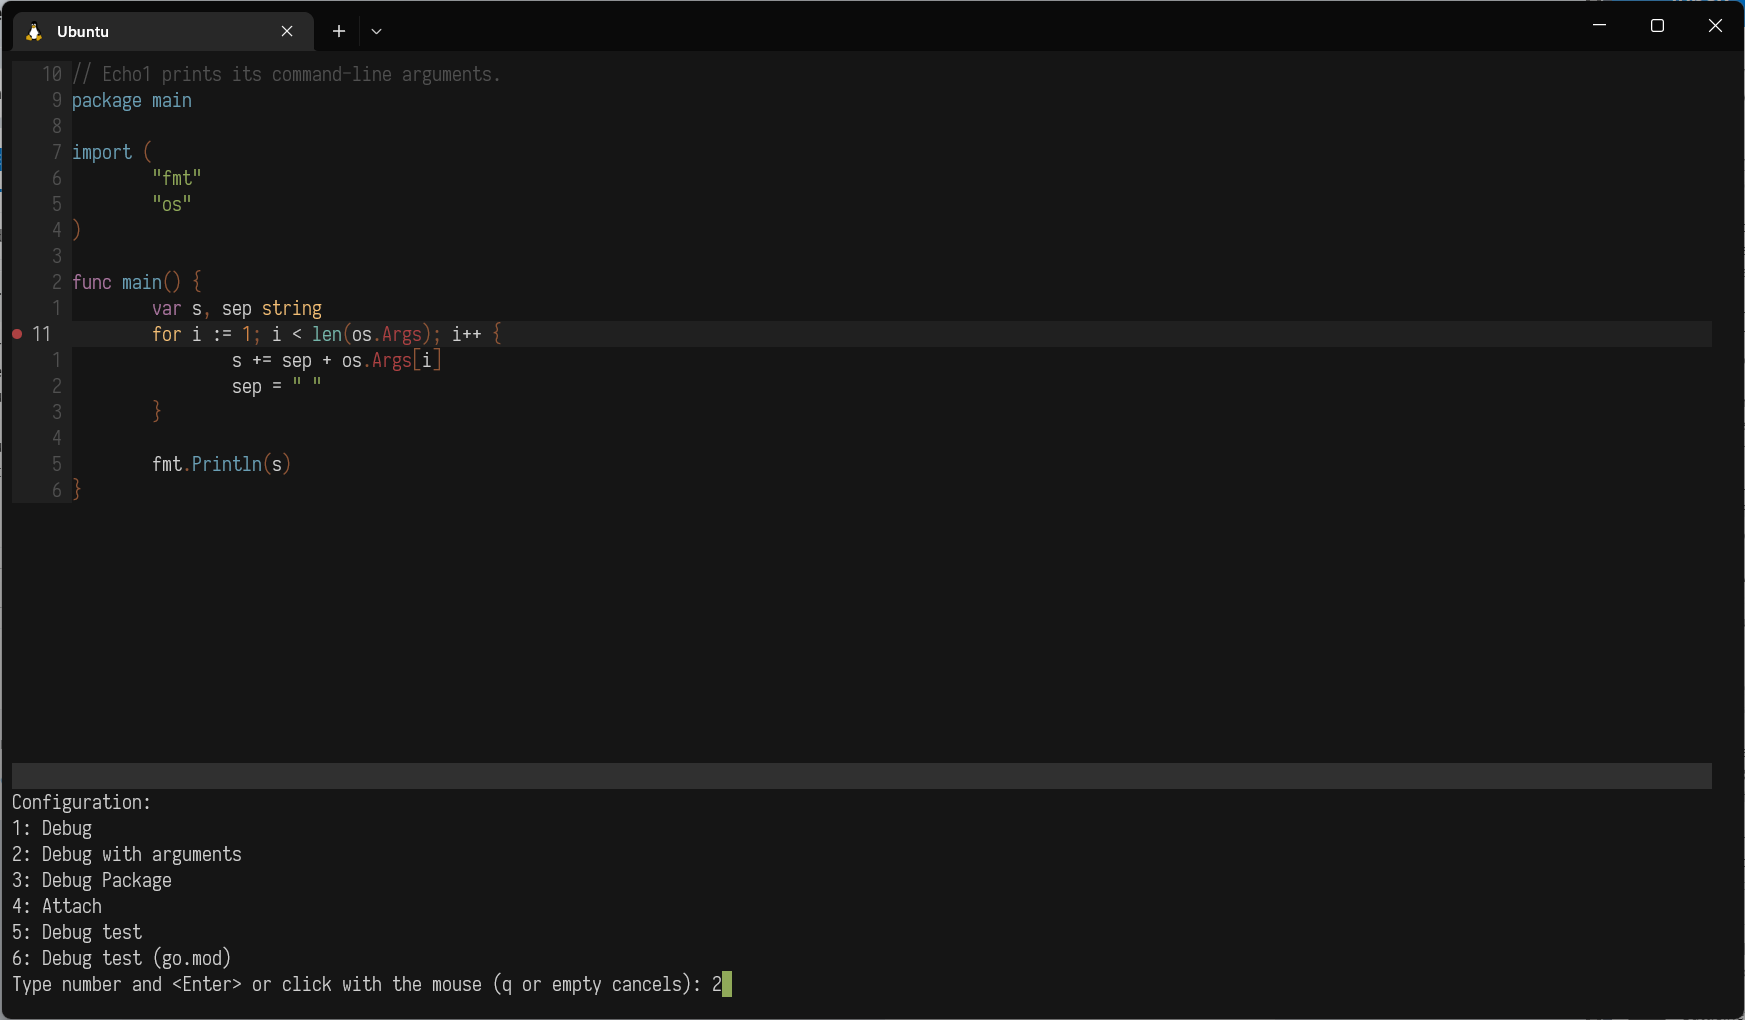 Ubuntu
10 // Echo1 prints its command-line arguments.
9 package main
8
7 import (
6         "fmt"
5         "os"
4 )
3
2 func main() {
1         var s, sep string
11         for i := 1; i < len(os.Args); i++ {
1                 s += sep + os.Args[i]
2                 sep = " "
3         }
4
5         fmt.Println(s)
6 }
Configuration:
1: Debug
2: Debug with arguments
3: Debug Package
4: Attach
5: Debug test
6: Debug test (go.mod)
Type number and <Enter> or click with the mouse (q or empty cancels): 2